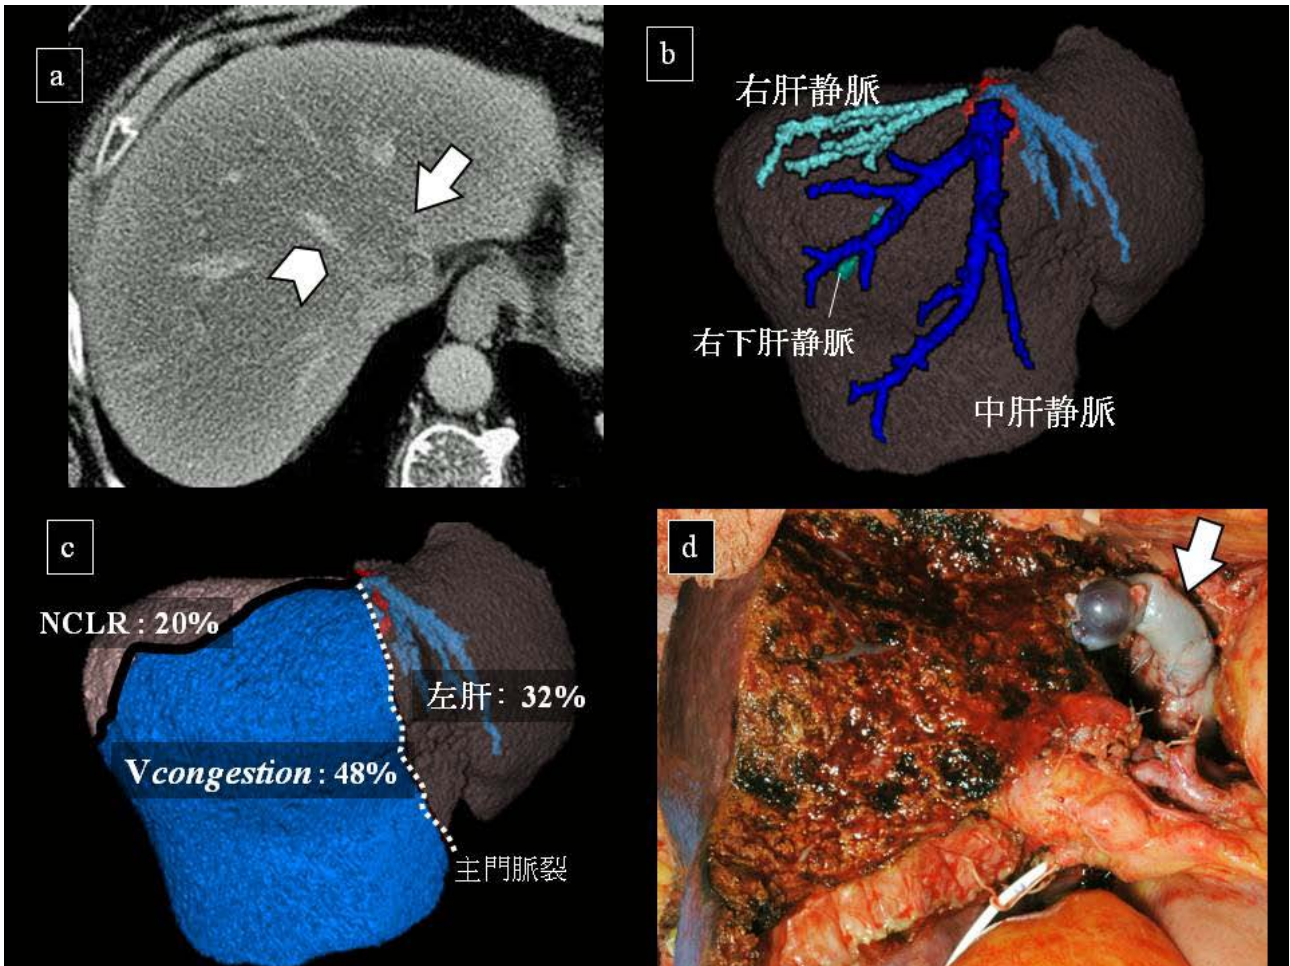 a
b
右肝静脈
右下肝静脈
中肝静脈
c
NCLR : 20%
左肝 : 32%
Vcongestion : 48%
主門脈裂
d